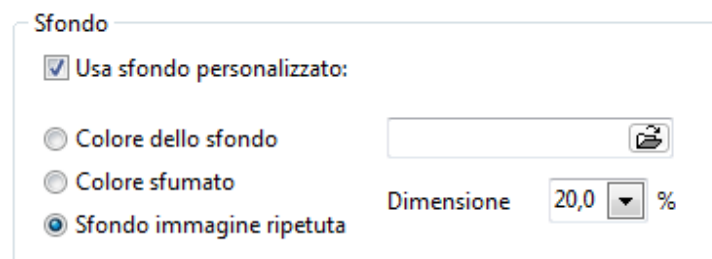 Sfondo
Usa sfondo personalizzato:
Colore dello sfondo
Colore sfumato
Dimensione 20,0 %
Sfondo immagine ripetuta